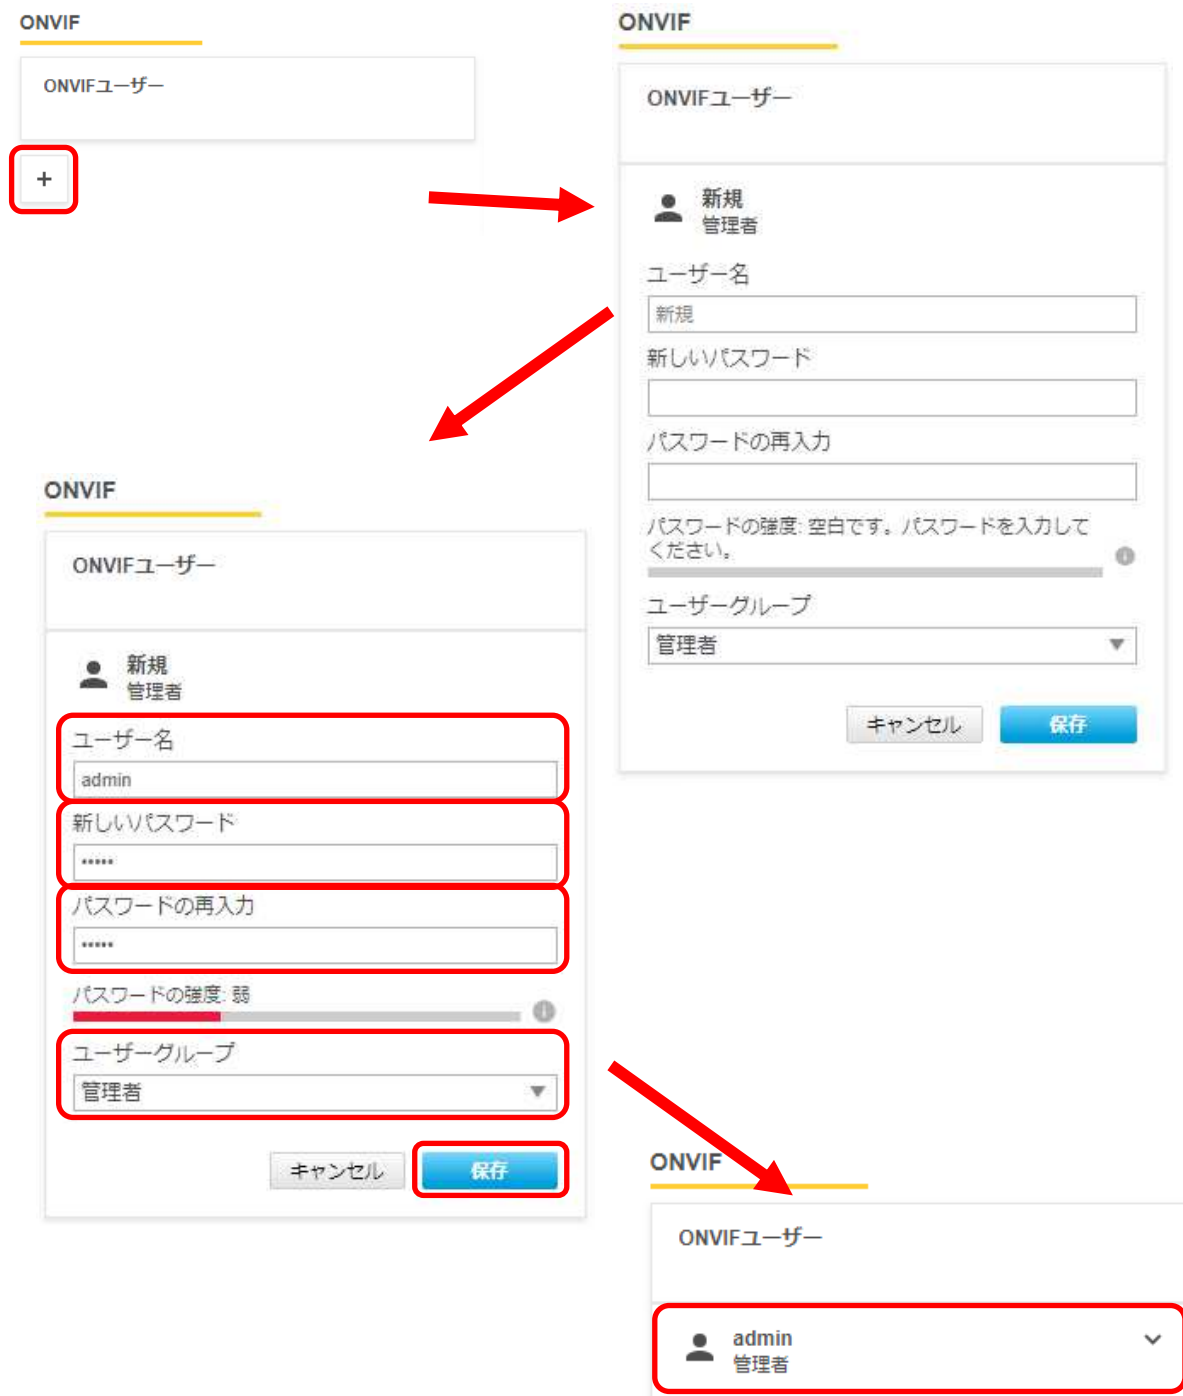 ONVIF
ONVIFユーザー
+
ONVIF
ONVIFユーザー
新規
管理者
ユーザー名
新規
新しいパスワード
パスワードの再入力
パスワードの強度: 空白です。パスワードを入力して
ください。
ユーザーグループ
管理者
キャンセル
保存
ONVIF
ONVIFユーザー
新規
管理者
ユーザー名
admin
新しいパスワード
•••••
パスワードの再入力
•••••
パスワードの強度: 弱
ユーザーグループ
管理者
キャンセル
保存
ONVIF
ONVIFユーザー
admin
管理者